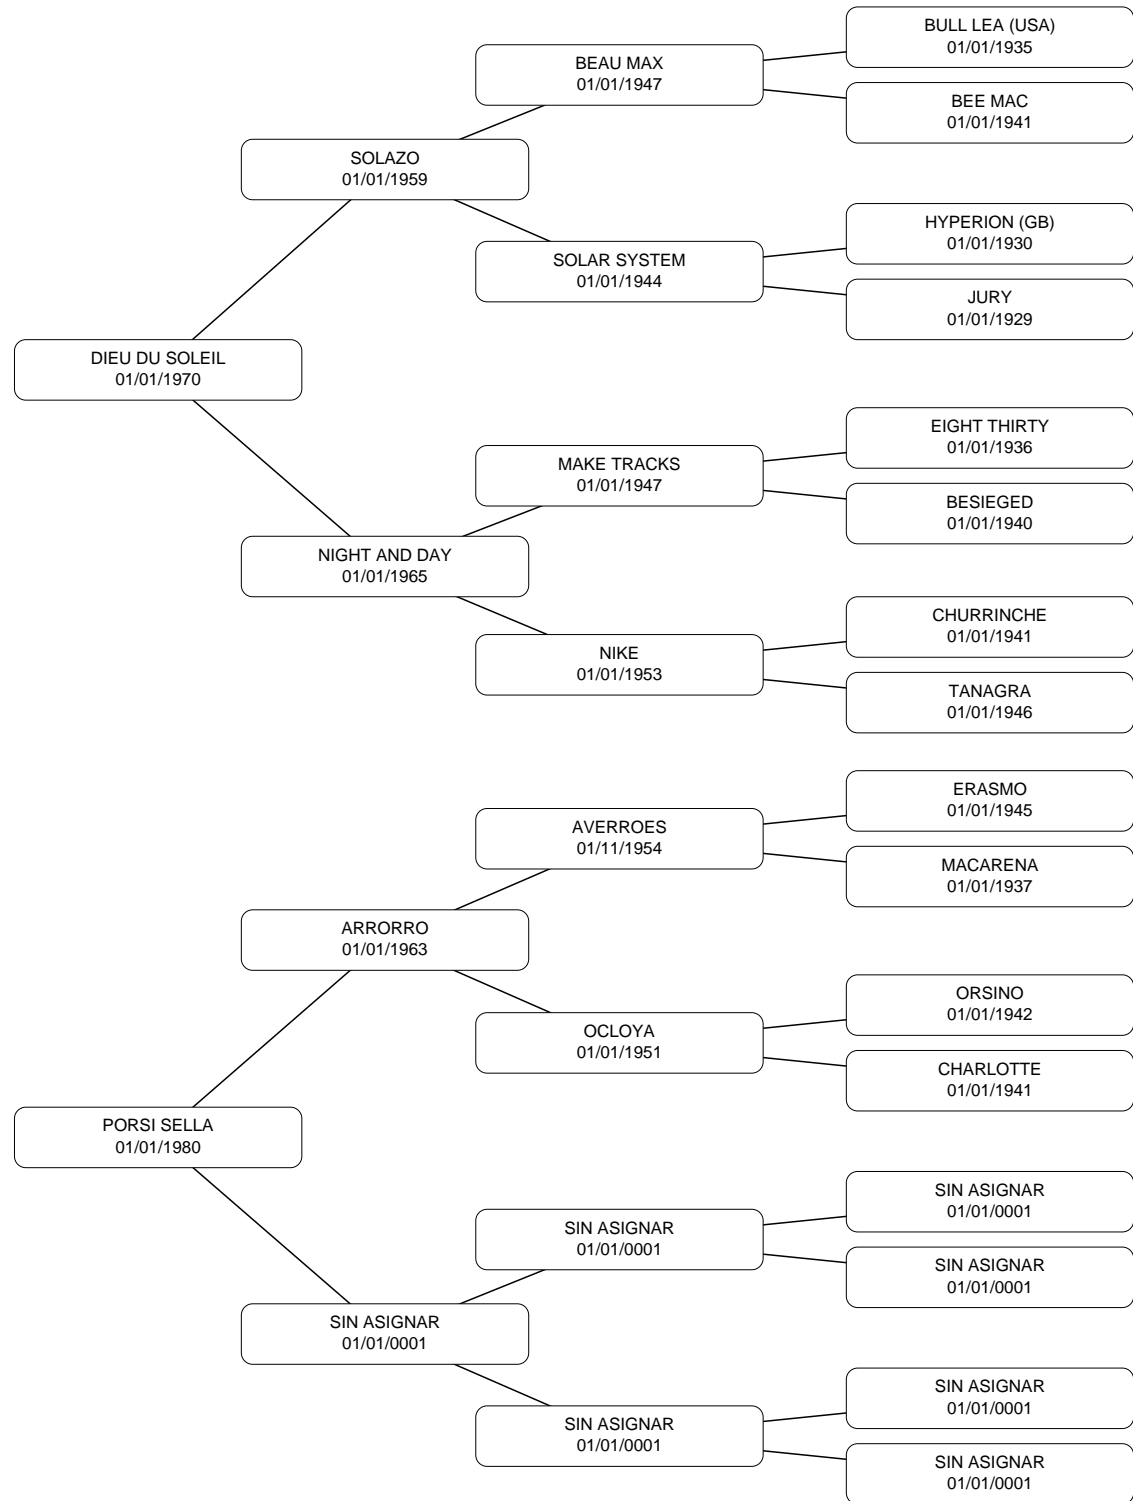 BULL LEA (USA)
01/01/1935
BEAU MAX
01/01/1947
BEE MAC
01/01/1941
SOLAZO
01/01/1959
HYPERION (GB)
01/01/1930
SOLAR SYSTEM
01/01/1944
JURY
01/01/1929
DIEU DU SOLEIL
01/01/1970
EIGHT THIRTY
01/01/1936
MAKE TRACKS
01/01/1947
BESIEGED
01/01/1940
NIGHT AND DAY
01/01/1965
CHURRINCHE
01/01/1941
NIKE
01/01/1953
TANAGRA
01/01/1946
ERASMO
01/01/1945
AVERROES
01/11/1954
MACARENA
01/01/1937
ARRORRO
01/01/1963
ORSINO
01/01/1942
OCLOYA
01/01/1951
CHARLOTTE
01/01/1941
PORSI SELLA
01/01/1980
SIN ASIGNAR
01/01/0001
SIN ASIGNAR
01/01/0001
SIN ASIGNAR
01/01/0001
SIN ASIGNAR
01/01/0001
SIN ASIGNAR
01/01/0001
SIN ASIGNAR
01/01/0001
SIN ASIGNAR
01/01/0001